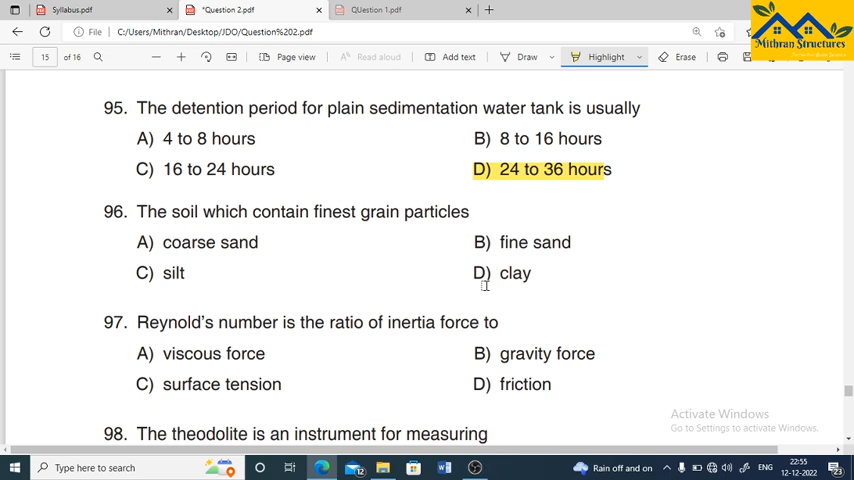 Syllabus.pdf
*Question 2.pdf
QUestion 1.pdf
File
C:/Users/Mithran/Desktop/JDO/Question%202.pdf
15 of 16
Page view
Read aloud
Add text
Draw
Highlight
Erase
Mithran Structures
95. The detention period for plain sedimentation water tank is usually
A) 4 to 8 hours
B) 8 to 16 hours
C) 16 to 24 hours
D) 24 to 36 hours
96. The soil which contain finest grain particles
A) coarse sand
B) fine sand
C) silt
D) clay
97. Reynold's number is the ratio of inertia force to
A) viscous force
B) gravity force
C) surface tension
D) friction
98. The theodolite is an instrument for measuring
Activate Windows
Go to Settings to activate Windows.
Type here to search
12
Rain off and on
ENG
22:55
12-12-2022
23